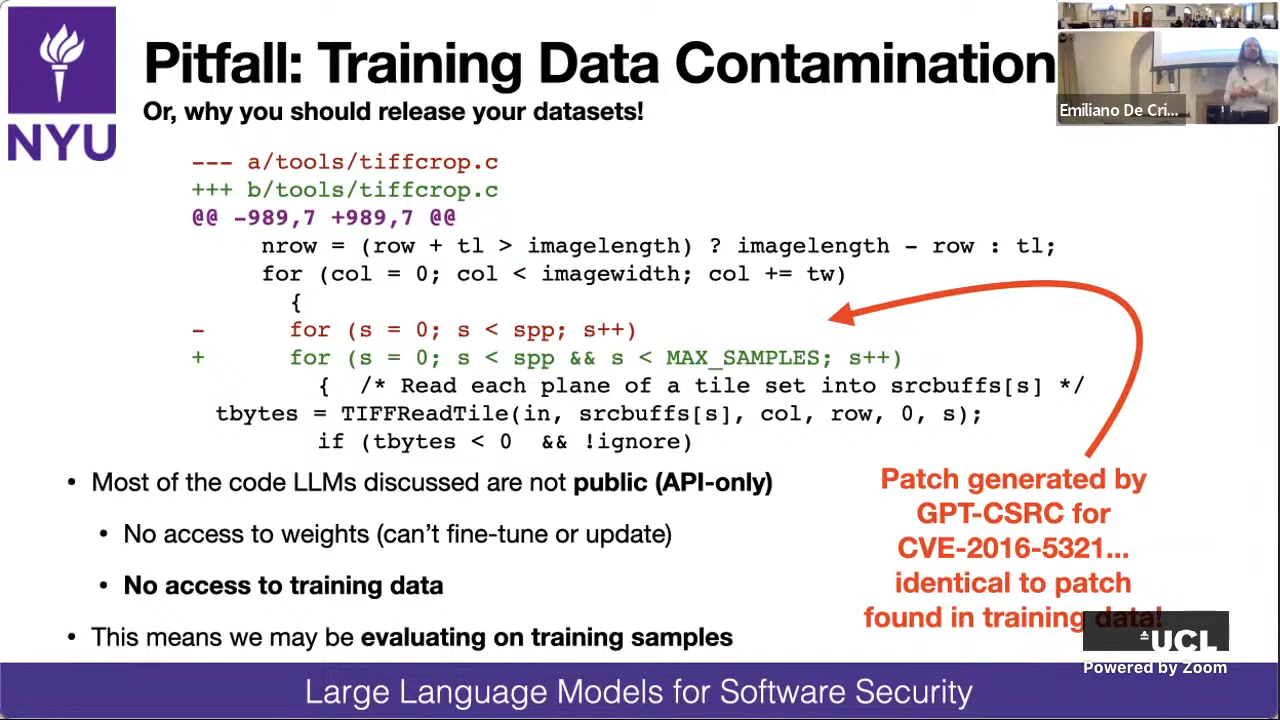 Pitfall: Training Data Contamination
Or, why you should release your datasets!
NYU
Emiliano De Cri...
--- a/tools/tiffcrop.c
+++ b/tools/tiffcrop.c
@@ -989,7 +989,7 @@
nrow = (row + tl > imagelength) ? imagelength - row : tl;
for (col = 0; col < imagewidth; col += tw)
{
- for (s = 0; s < spp; s++)
+ for (s = 0; s < spp && s < MAX_SAMPLES; s++)
{ /* Read each plane of a tile set into srcbuffs[s] */
tbytes = TIFFReadTile(in, srcbuffs[s], col, row, 0, s);
if (tbytes < 0 && !ignore)
• Most of the code LLMs discussed are not public (API-only)
• No access to weights (can't fine-tune or update)
• No access to training data
• This means we may be evaluating on training samples
Patch generated by
GPT-CSRC for
CVE-2016-5321...
identical to patch
found in training data!
UCL
Powered by Zoom
Large Language Models for Software Security